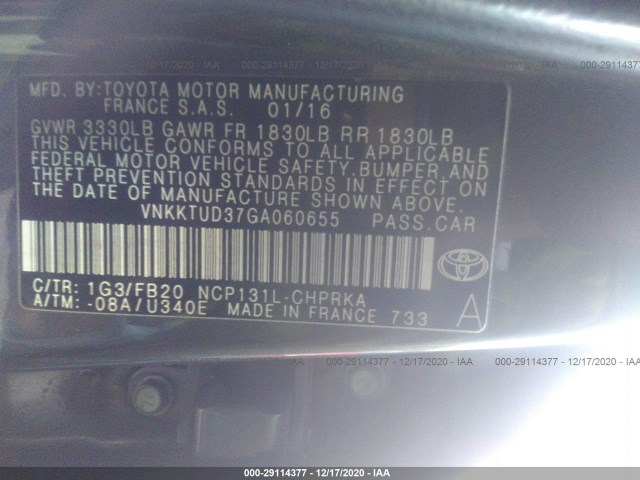 000-29114377 - 12/17/2020 - IAA
MFD. BY:TOYOTA MOTOR MANUFACTURING
FRANCE S.A.S. 01/16
GVWR 3330LB GAWR FR 1830LB RR 1830LB
THIS VEHICLE CONFORMS TO ALL APPLICABLE
FEDERAL MOTOR VEHICLE SAFETY,BUMPER,AND
THEFT PREVENTION STANDARDS IN EFFECT ON
THE DATE OF MANUFACTURE SHOWN ABOVE.
VNKKTUD37GA060655 PASS.CAR
TOYOTA
C/TR: 1G3/FB20 NCP131L-CHPRKA
A/TM: -08A/U340E MADE IN FRANCE 733 A
IAA
000-29114377 - 12/17/2020 - IAA
000-29114377 - 12/17/2020 - IAA